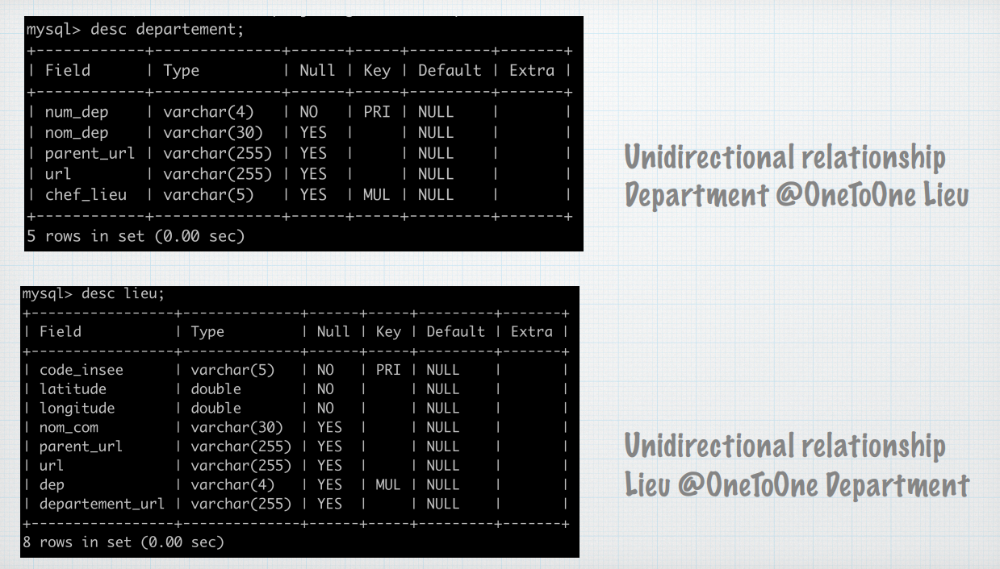 mysql> desc departement;
+------------+--------------+------+-----+---------+-------+
| Field      | Type         | Null | Key | Default | Extra |
+------------+--------------+------+-----+---------+-------+
| num_dep    | varchar(4)   | NO   | PRI | NULL    |       |
| nom_dep    | varchar(30)  | YES  |     | NULL    |       |
| parent_url | varchar(255) | YES  |     | NULL    |       |
| url        | varchar(255) | YES  |     | NULL    |       |
| chef_lieu  | varchar(5)   | YES  | MUL | NULL    |       |
+------------+--------------+------+-----+---------+-------+
5 rows in set (0.00 sec)
Unidirectional relationship
Department @OneToOne Lieu
mysql> desc lieu;
+-----------------+--------------+------+-----+---------+-------+
| Field           | Type         | Null | Key | Default | Extra |
+-----------------+--------------+------+-----+---------+-------+
| code_insee      | varchar(5)   | NO   | PRI | NULL    |       |
| latitude        | double       | NO   |     | NULL    |       |
| longitude       | double       | NO   |     | NULL    |       |
| nom_com         | varchar(30)  | YES  |     | NULL    |       |
| parent_url      | varchar(255) | YES  |     | NULL    |       |
| url             | varchar(255) | YES  |     | NULL    |       |
| dep             | varchar(4)   | YES  | MUL | NULL    |       |
| departement_url | varchar(255) | YES  |     | NULL    |       |
+-----------------+--------------+------+-----+---------+-------+
8 rows in set (0.00 sec)
Unidirectional relationship
Lieu @OneToOne Department